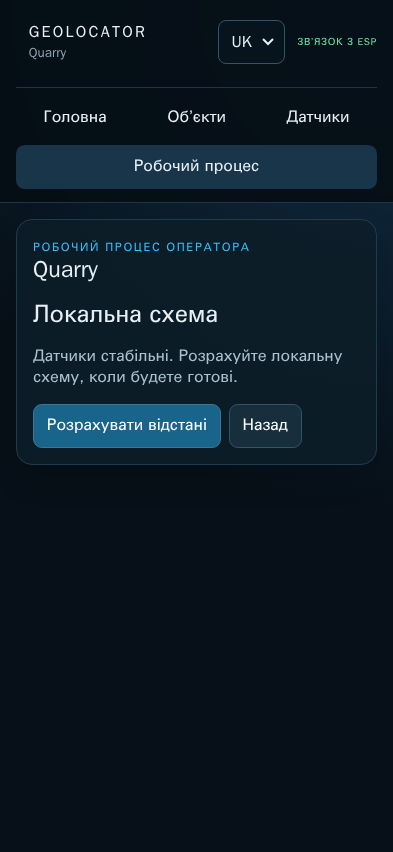 GEOLOCATOR
Quarry
UK
ЗВ'ЯЗОК З ESP
Головна
Об'єкти
Датчики
Робочий процес
РОБОЧИЙ ПРОЦЕС ОПЕРАТОРА
Quarry
Локальна схема
Датчики стабільні. Розрахуйте локальну
схему, коли будете готові.
Розрахувати відстані
Назад